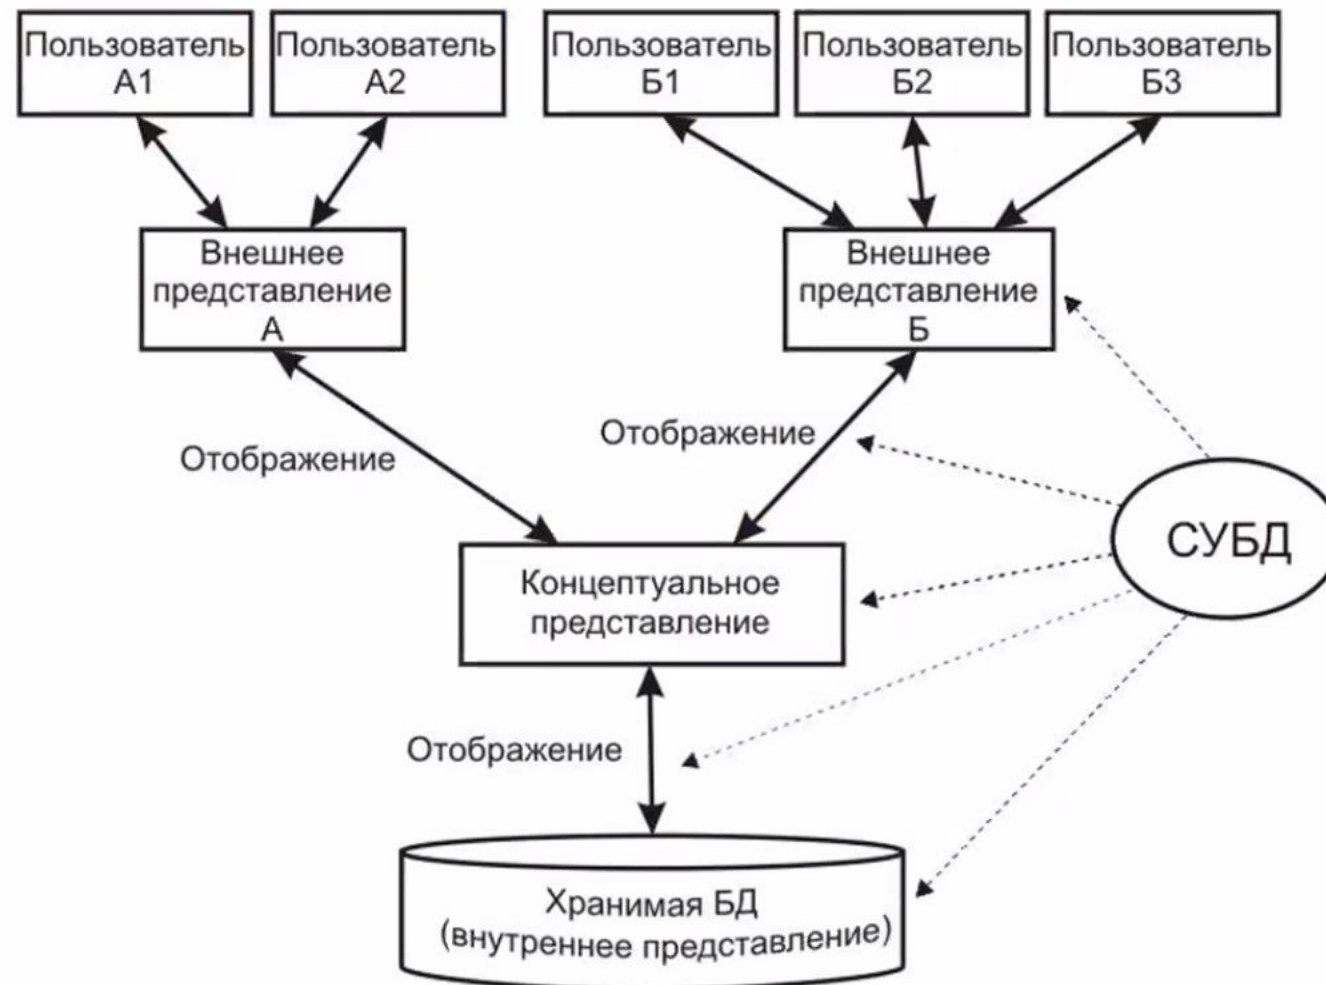 Пользователь
А1
Пользователь
А2
Пользователь
Б1
Пользователь
Б2
Пользователь
Б3
Внешнее
представление
А
Внешнее
представление
Б
Отображение
Отображение
СУБД
Концептуальное
представление
Отображение
Хранимая БД
(внутреннее представление)